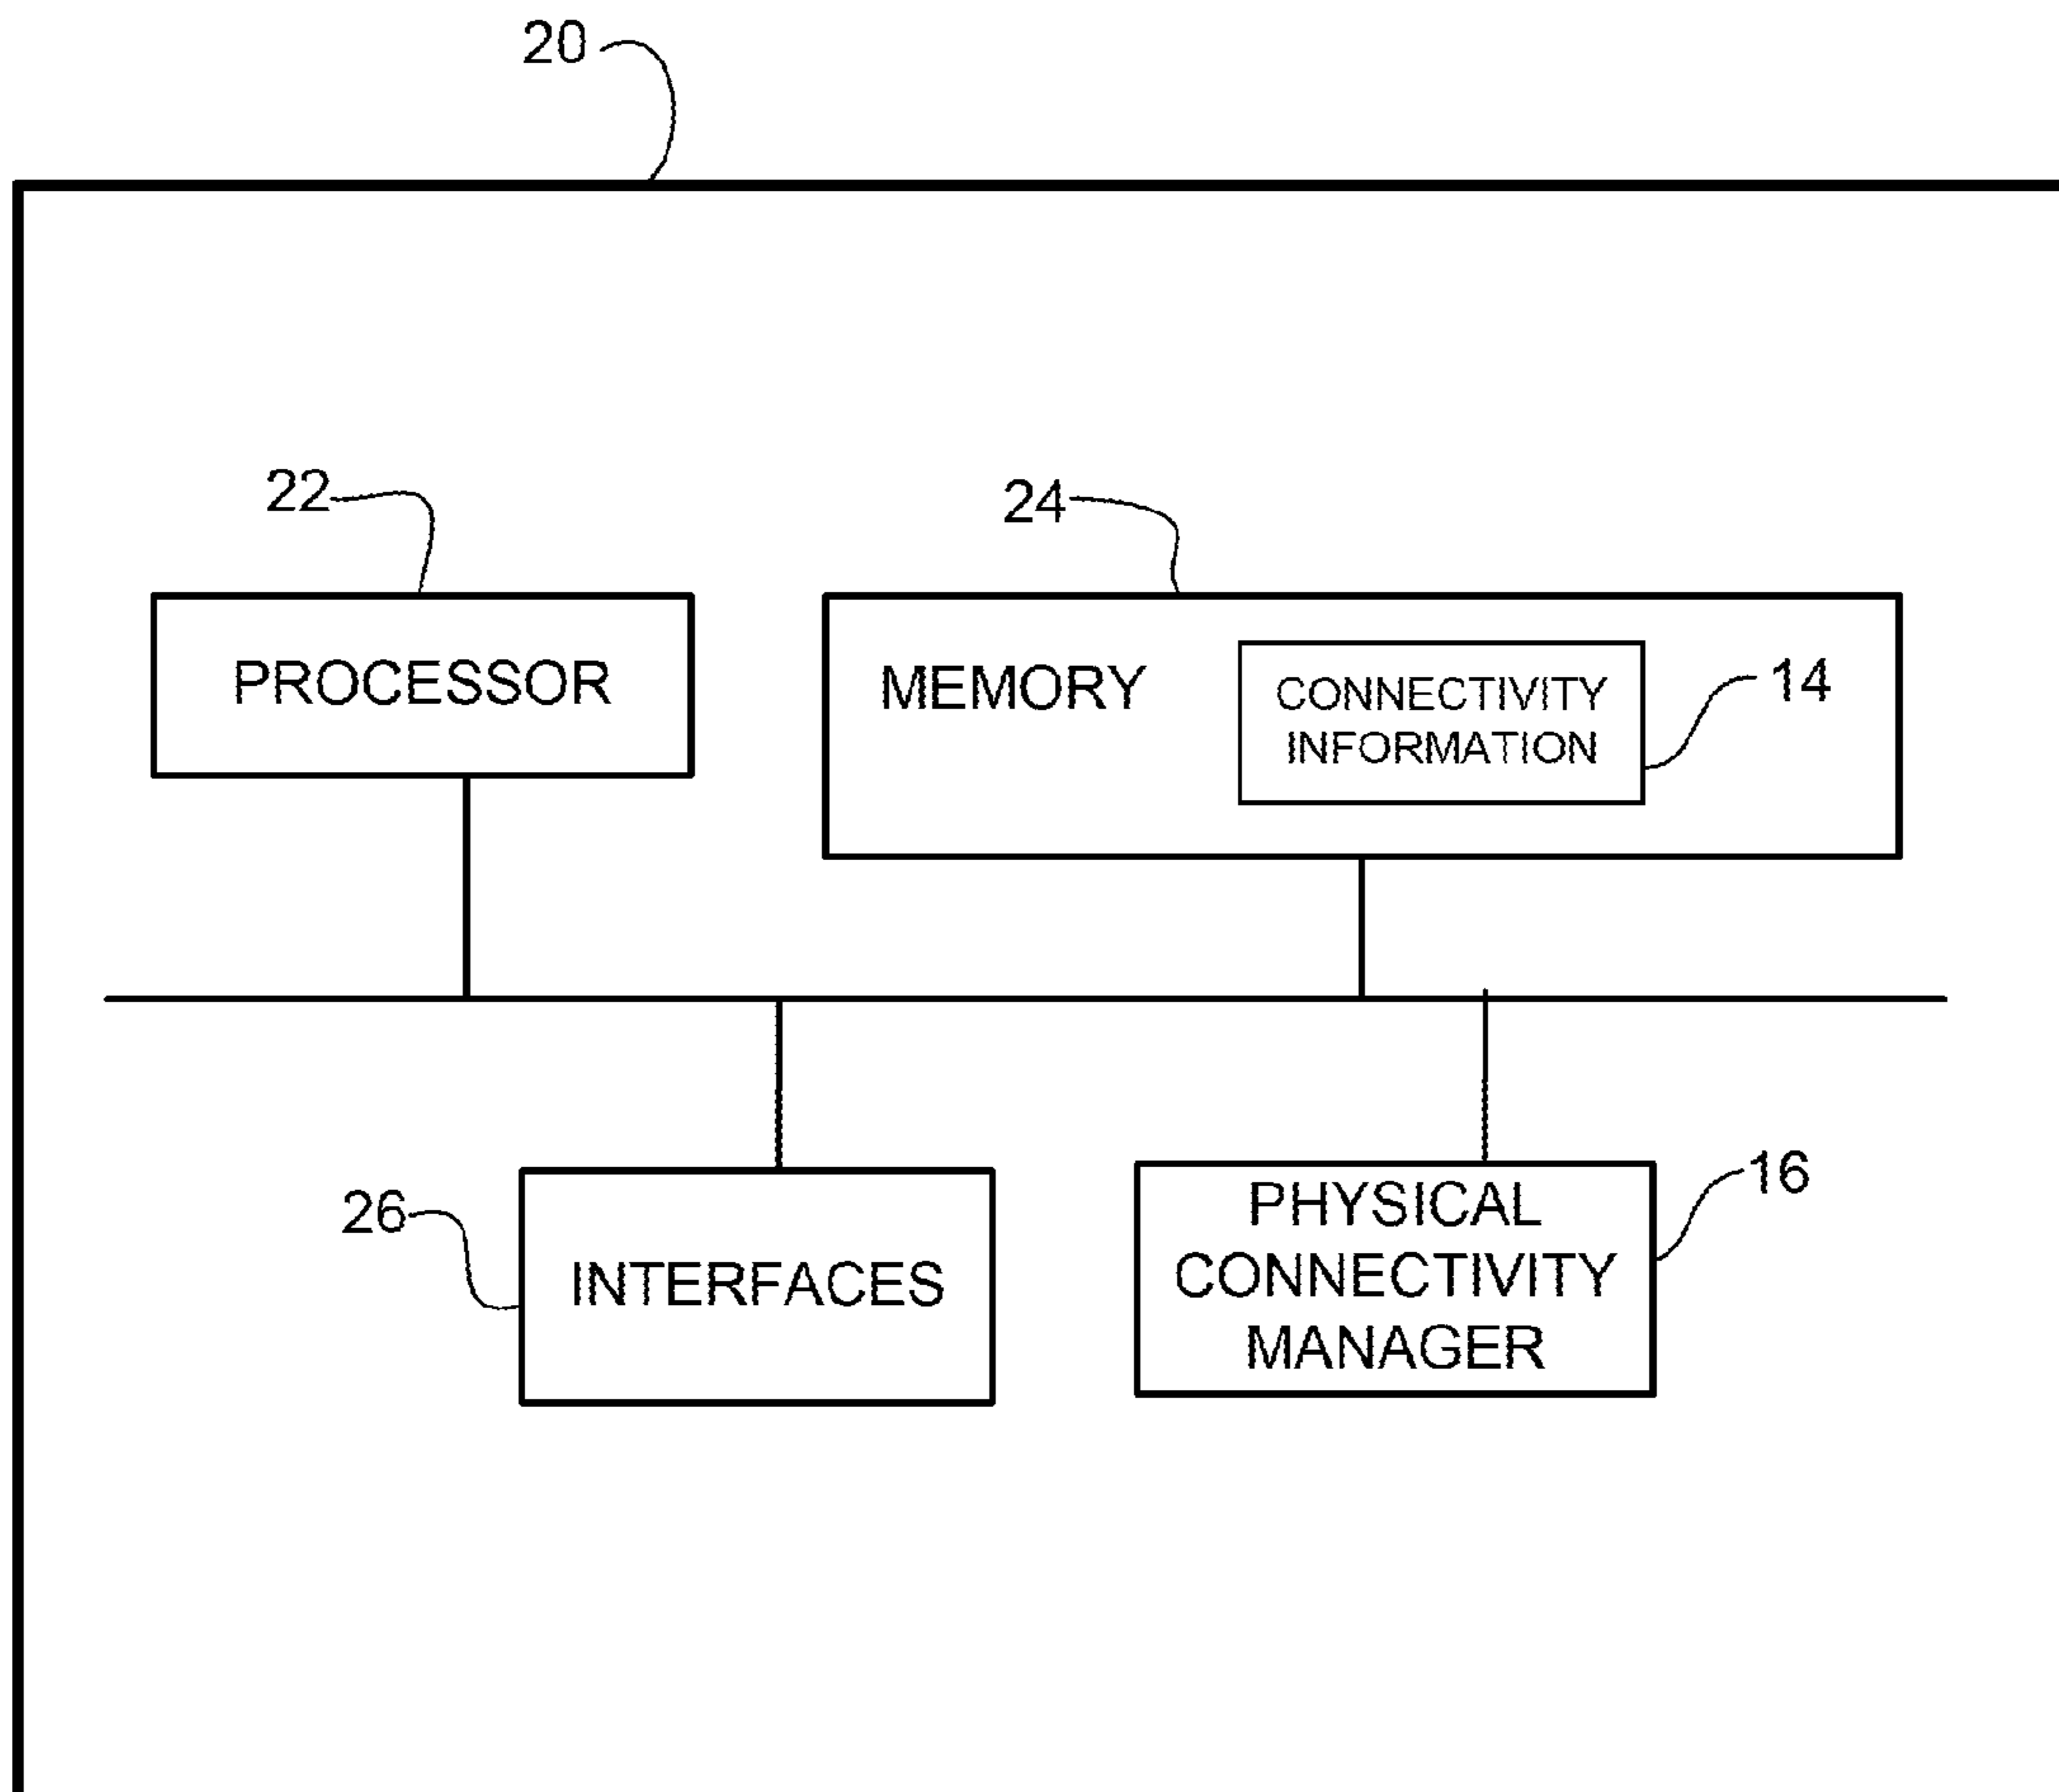 20
22
24
PROCESSOR
MEMORY
CONNECTIVITY
INFORMATION
14
26
INTERFACES
PHYSICAL
CONNECTIVITY
MANAGER
16